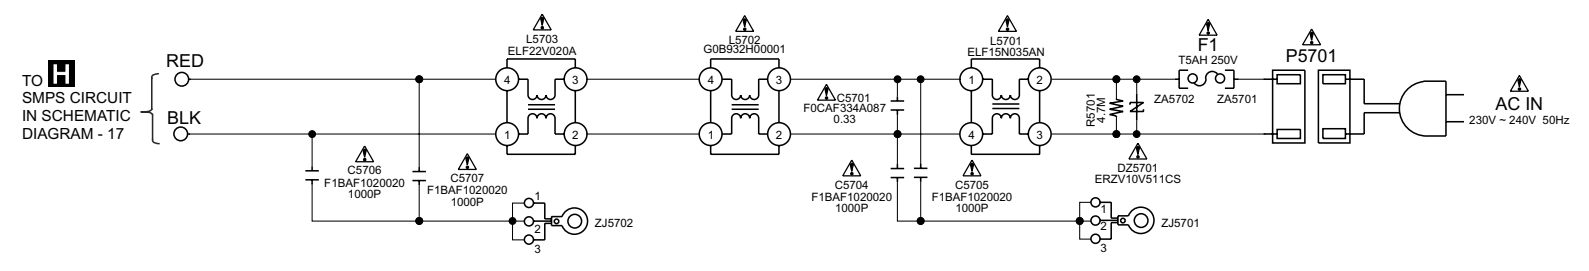 TO H
SMPS CIRCUIT
IN SCHEMATIC
DIAGRAM - 17
RED
BLK
C5706
F1BAF1020020
1000P
C5707
F1BAF1020020
1000P
1
2
3
ZJ5702
L5703
ELF22V020A
4
3
1
2
L5702
G0B932H00001
4
3
1
2
C5701
F0CAF334A087
0.33
C5704
F1BAF1020020
1000P
C5705
F1BAF1020020
1000P
L5701
ELF15N035AN
1
2
4
3
1
2
3
ZJ5701
R5701
4.7M
DZ5701
ERZV10V511CS
F1
T5AH 250V
ZA5702
ZA5701
P5701
AC IN
230V ~ 240V 50Hz